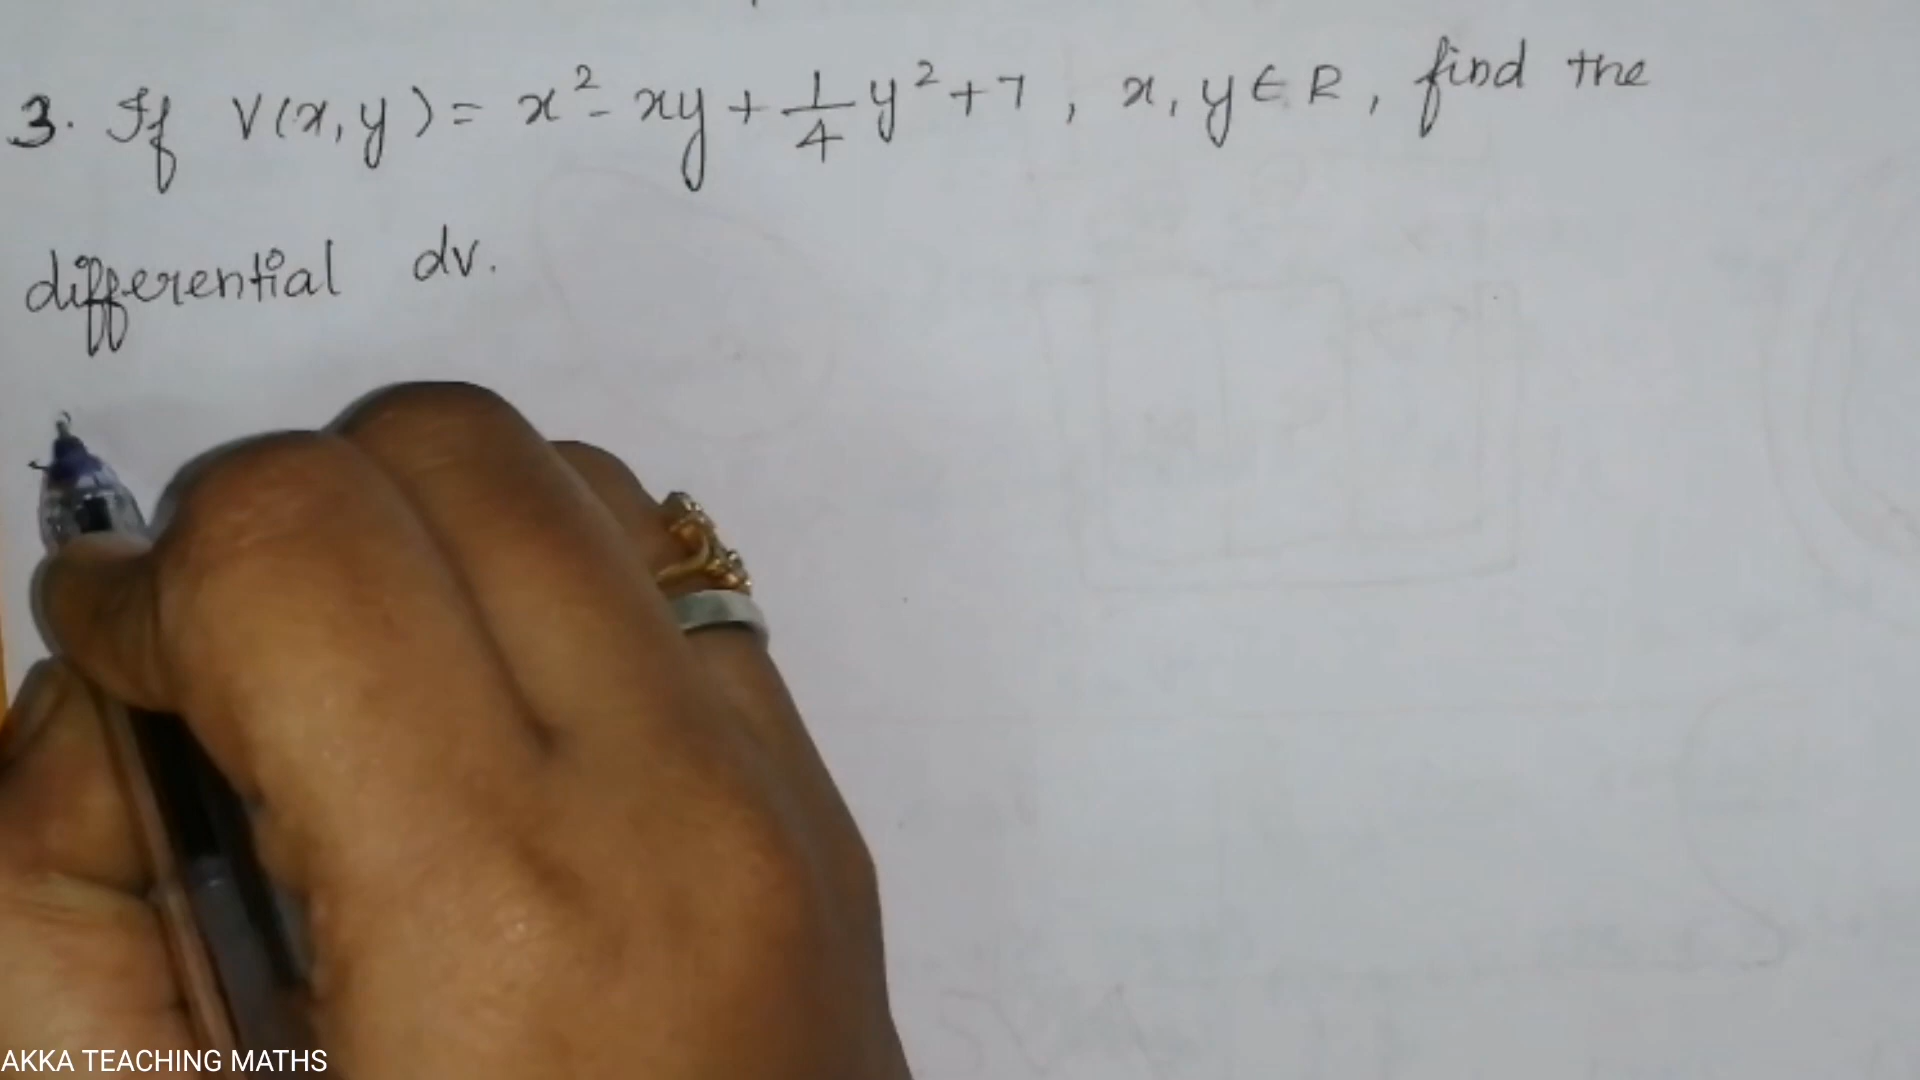 3. If V(x,y) = x² - xy + 1/4 y² + 7, x, y ∈ R, find the
differential dv.
AKKA TEACHING MATHS